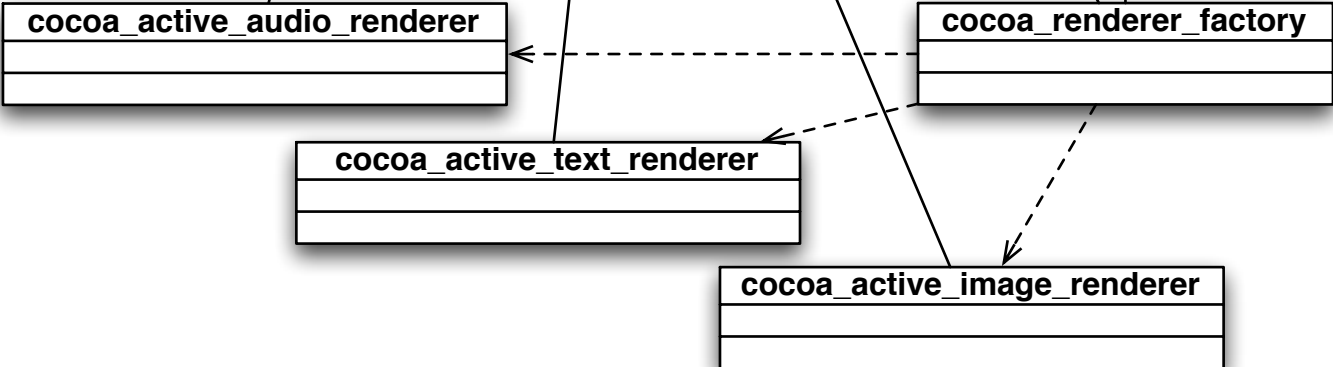 cocoa_active_audio_renderer
cocoa_renderer_factory
cocoa_active_text_renderer
cocoa_active_image_renderer